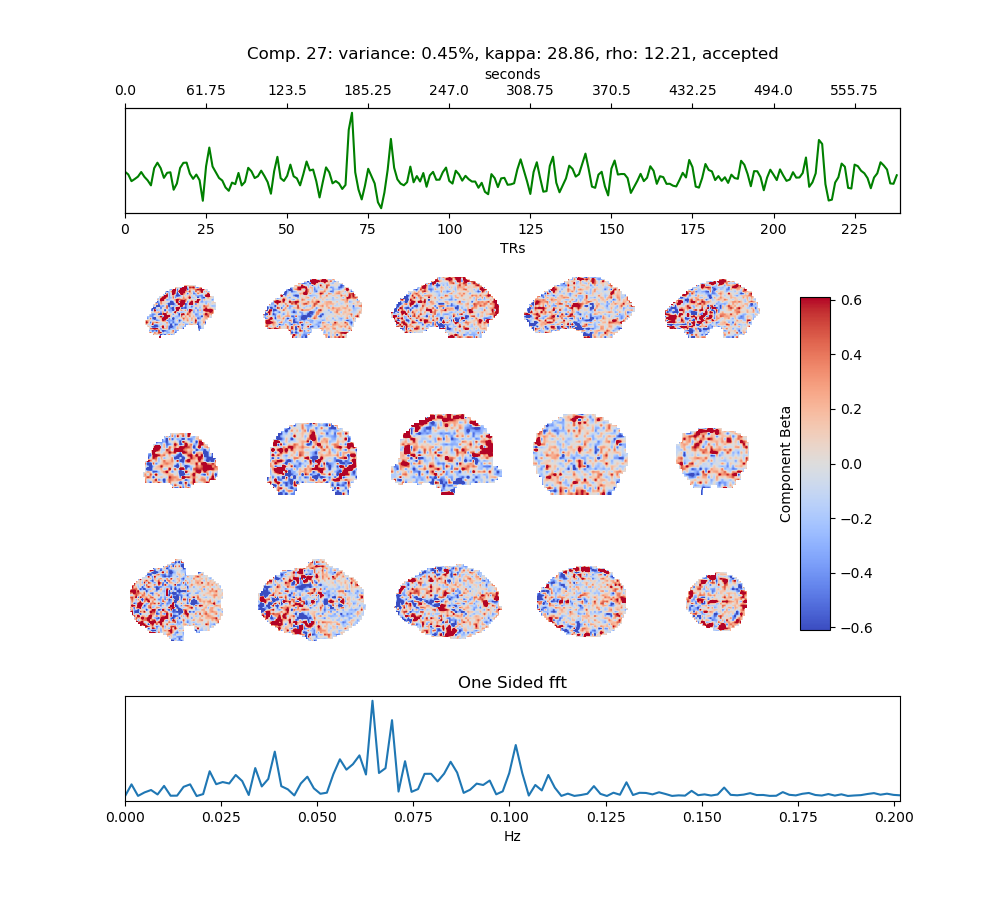 Comp. 27: variance: 0.45%, kappa: 28.86, rho: 12.21, accepted
seconds
0.0 61.75 123.5 185.25 247.0 308.75 370.5 432.25 494.0 555.75
0 25 50 75 100 125 150 175 200 225
TRs
0.6
0.4
0.2
0.0
−0.2
−0.4
−0.6
Component Beta
One Sided fft
0.000 0.025 0.050 0.075 0.100 0.125 0.150 0.175 0.200
Hz